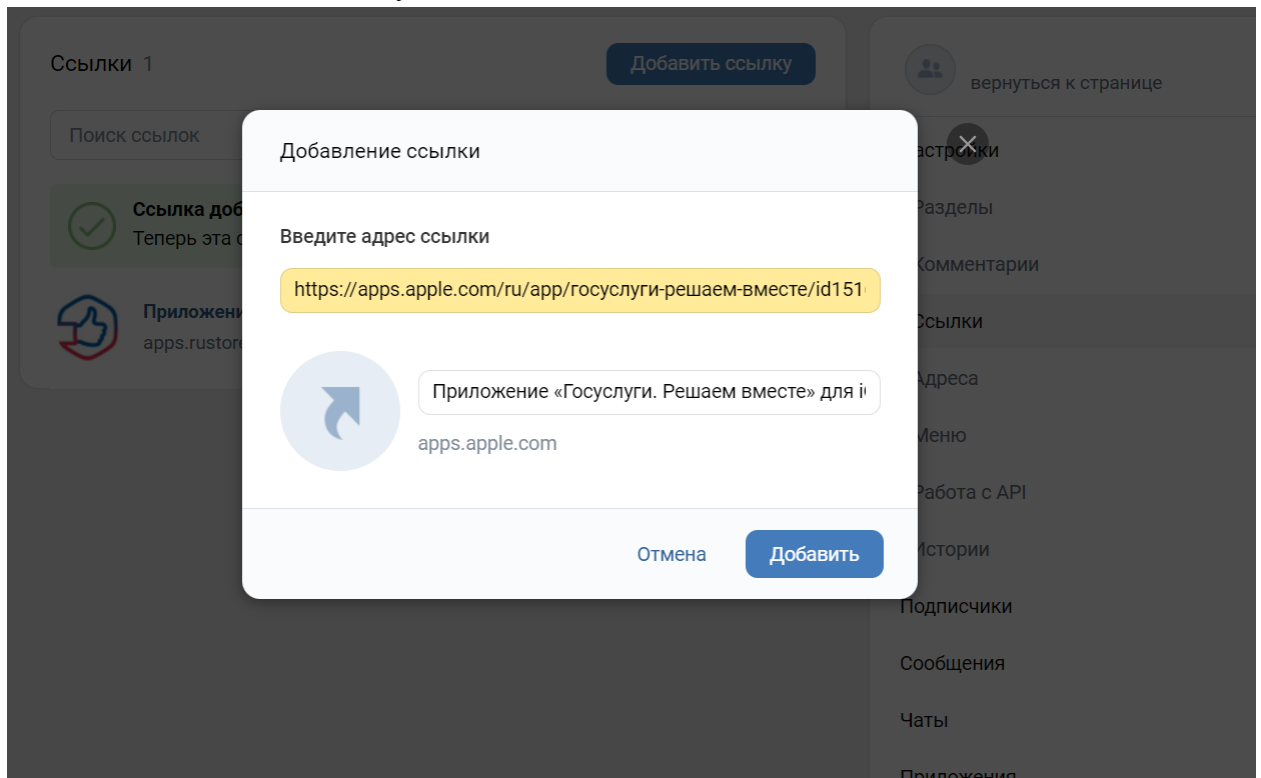 Ссылки 1
Добавить ссылку
Поиск ссылок
Ссылка доб
Теперь эта
Приложени
apps.rustor
Добавление ссылки
Введите адрес ссылки
https://apps.apple.com/ru/app/госуслуги-решаем-вместе/id151
Приложение «Госуслуги. Решаем вместе» для i
apps.apple.com
Отмена
Добавить
вернуться к странице
астройки
Разделы
Комментарии
Ссылки
Адреса
Меню
Работа с API
Истории
Подписчики
Сообщения
Чаты
Приложения